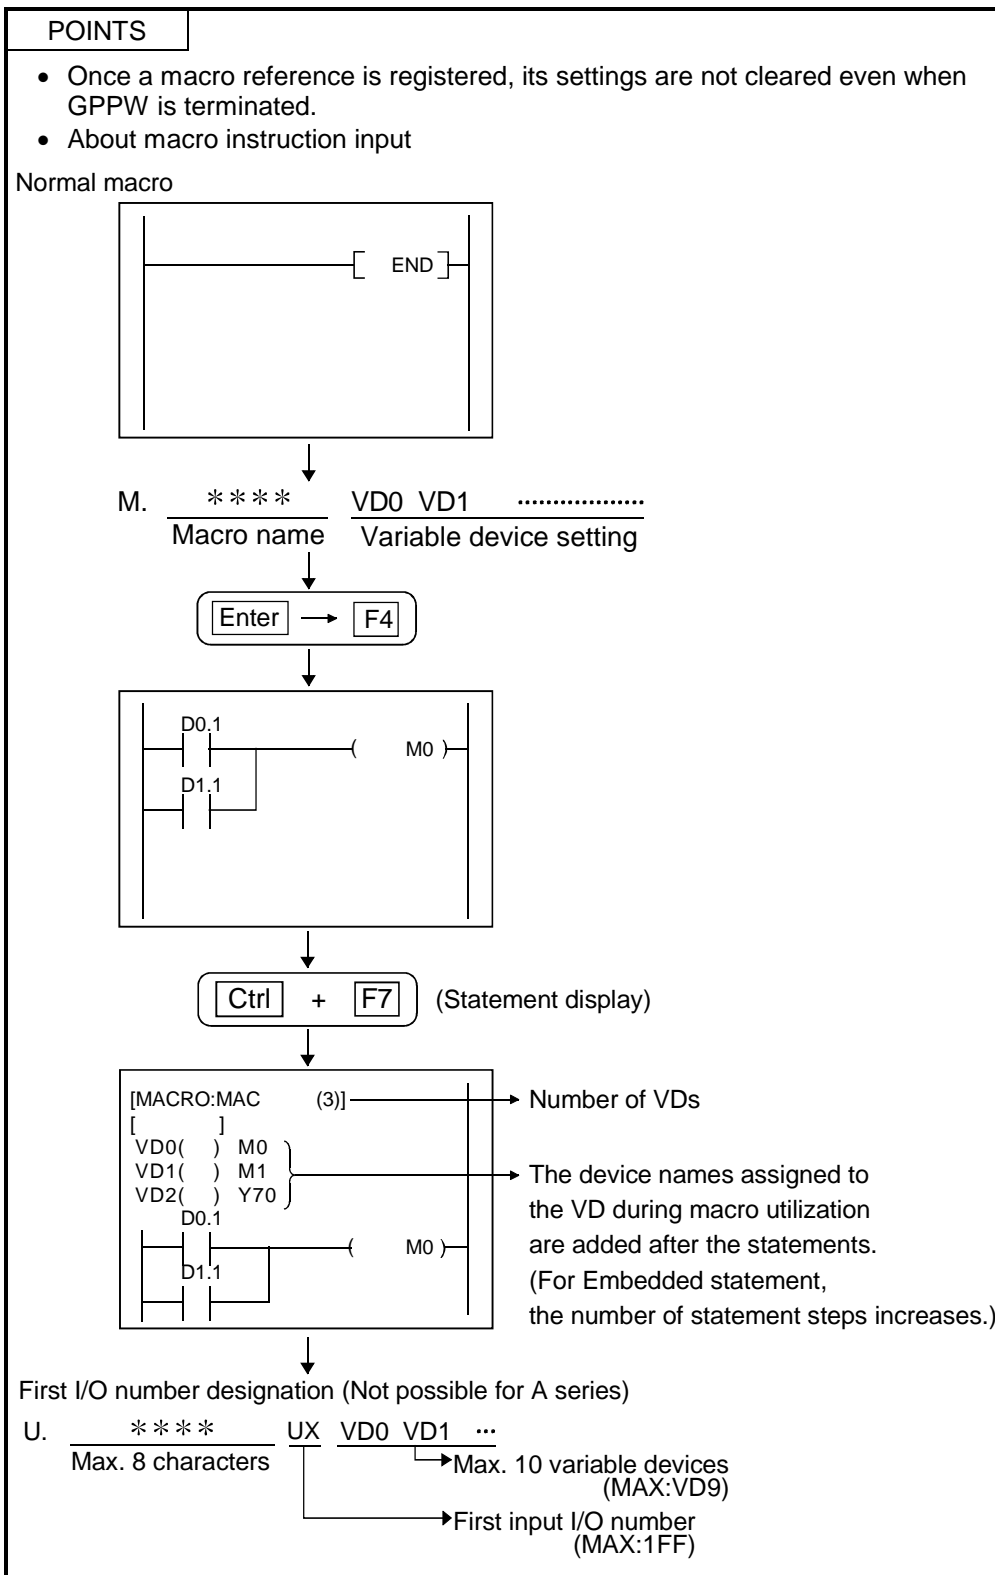 POINTS
• Once a macro reference is registered, its settings are not cleared even when
GPPW is terminated.
• About macro instruction input
Normal macro
END
M. **** VD0 VD1 ..................
Macro name Variable device setting
Enter → F4
D0.1
( M0 )
D1.1
Ctrl + F7 (Statement display)
[MACRO:MAC (3)] Number of VDs
[ ]
VD0( ) M0
VD1( ) M1
VD2( ) Y70
The device names assigned to
the VD during macro utilization
are added after the statements.
(For Embedded statement,
the number of statement steps increases.)
D0.1
( M0 )
D1.1
First I/O number designation (Not possible for A series)
U. **** UX VD0 VD1 ...
Max. 8 characters
Max. 10 variable devices
(MAX:VD9)
First input I/O number
(MAX:1FF)